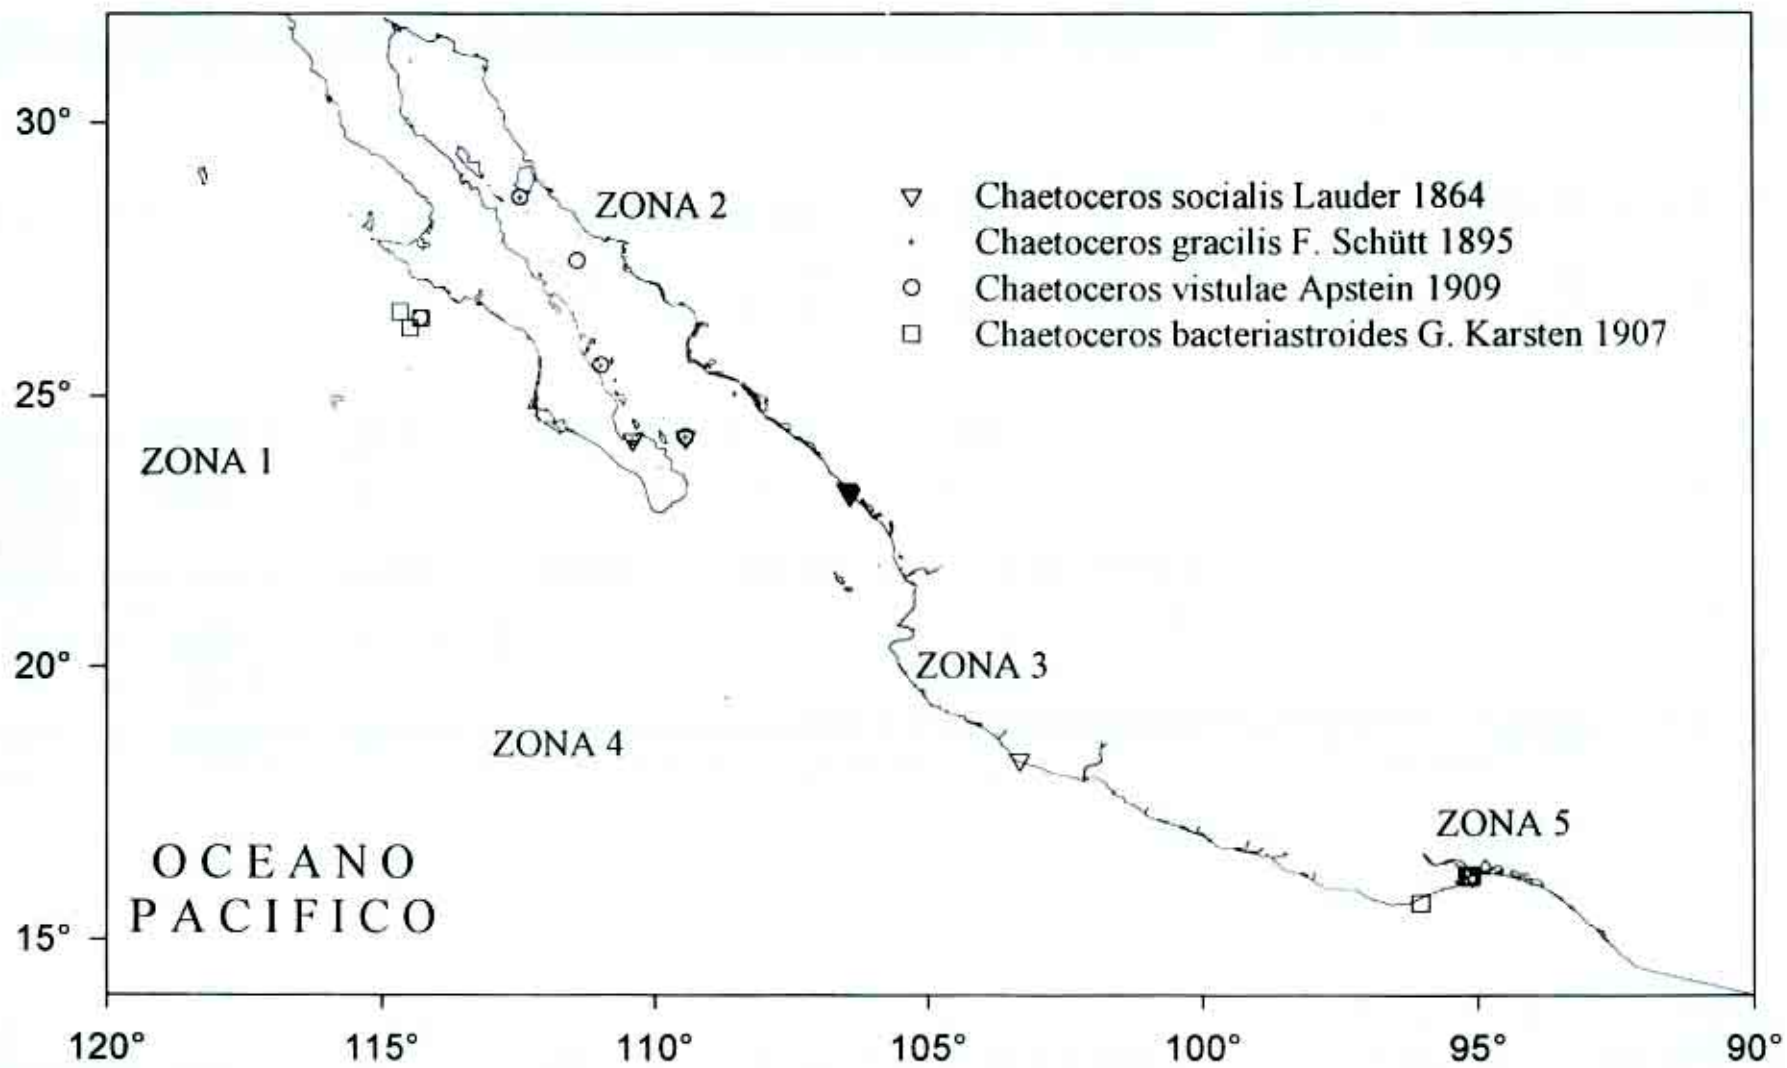 30°
25°
20°
15°
ZONA 2
Chaetoceros socialis Lauder 1864
Chaetoceros gracilis F. Schütt 1895
Chaetoceros vistulae Apstein 1909
Chaetoceros bacteriastroides G. Karsten 1907
ZONA 1
ZONA 3
ZONA 4
ZONA 5
OCEANO
PACIFICO
120°
115°
110°
105°
100°
95°
90°